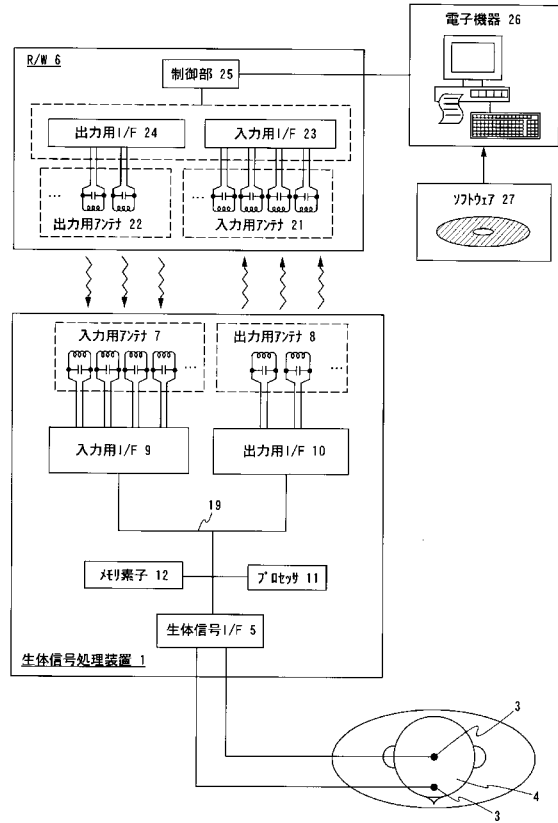 電子機器 26
R/W 6
制御部 25
出力用I/F 24
入力用I/F 23
ソフトウェア 27
…
…
出力用アンテナ 22
入力用アンテナ 21
入力用アンテナ 7
出力用アンテナ 8
…
…
入力用I/F 9
出力用I/F 10
19
メモリ素子 12
プロセッサ 11
生体信号I/F 5
生体信号処理装置 1
3
4
3